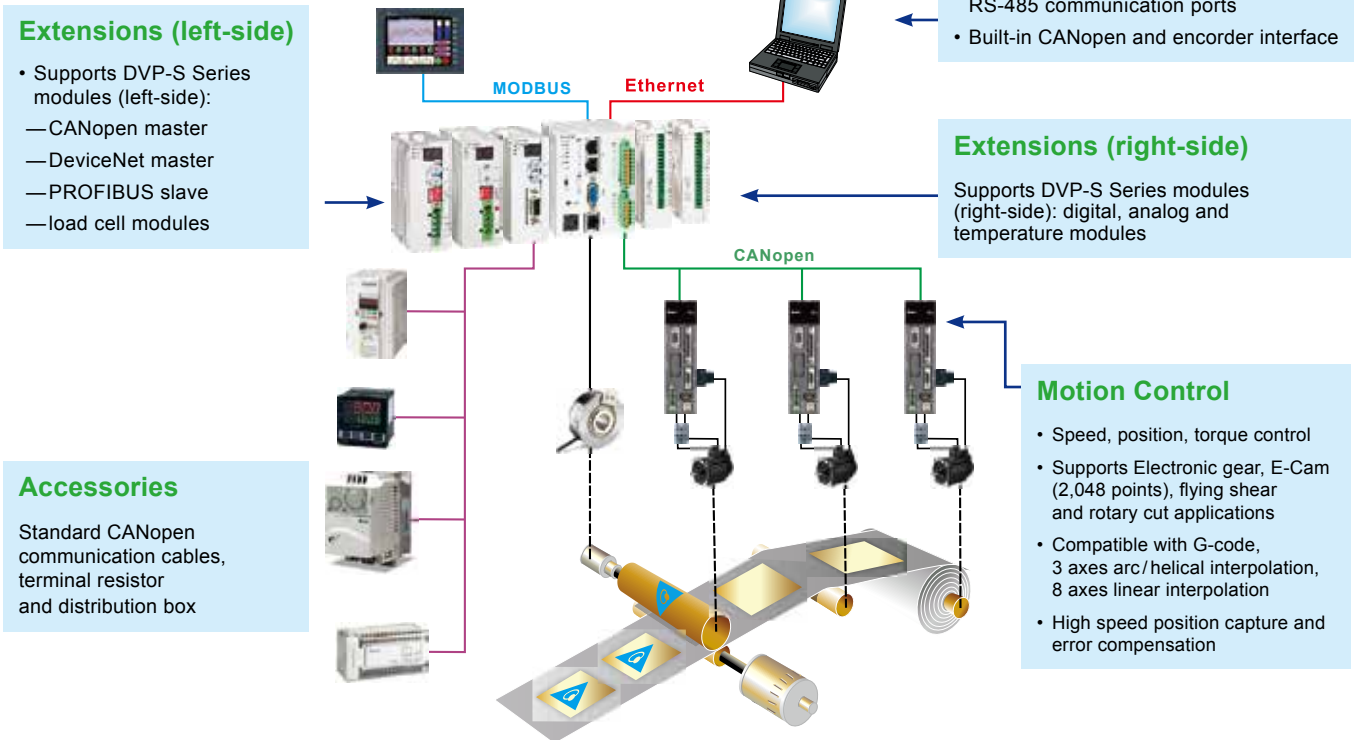 Extensions (left-side)
• Supports DVP-S Series
modules (left-side):
—CANopen master
—DeviceNet master
—PROFIBUS slave
—load cell modules
RS-485 communication ports
• Built-in CANopen and encorder interface
MODBUS
Ethernet
Extensions (right-side)
Supports DVP-S Series modules
(right-side): digital, analog and
temperature modules
CANopen
Motion Control
• Speed, position, torque control
• Supports Electronic gear, E-Cam
(2,048 points), flying shear
and rotary cut applications
• Compatible with G-code,
3 axes arc/helical interpolation,
8 axes linear interpolation
• High speed position capture and
error compensation
Accessories
Standard CANopen
communication cables,
terminal resistor
and distribution box